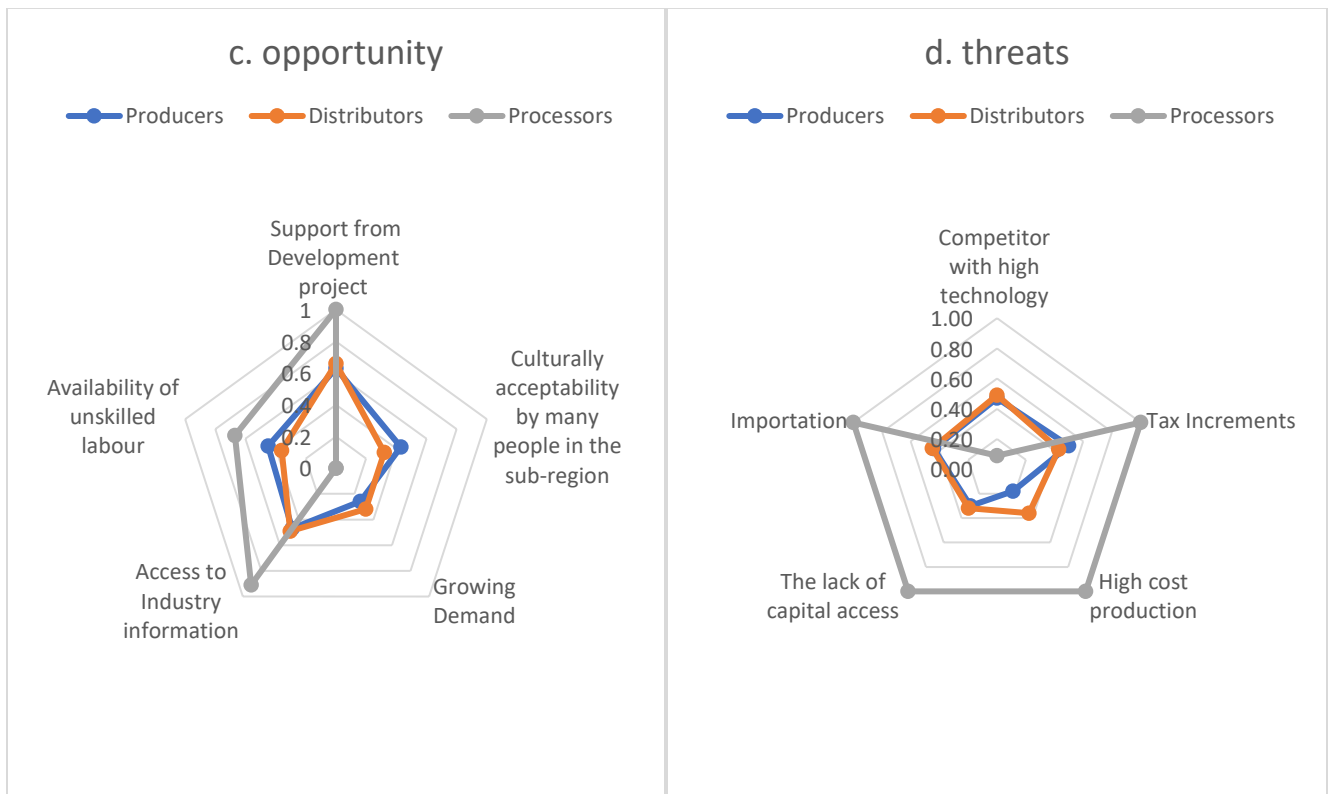 c. opportunity
Producers
Distributors
Processors
Support from
Development
project
1
0.8
0.6
0.4
0.2
0
Culturally
acceptability
by many
people in the
sub-region
Growing
Demand
Access to
Industry
information
Availability of
unskilled
labour
d. threats
Producers
Distributors
Processors
Competitor
with high
technology
1.00
0.80
0.60
0.40
0.20
0.00
Tax Increments
High cost
production
The lack of
capital access
Importation